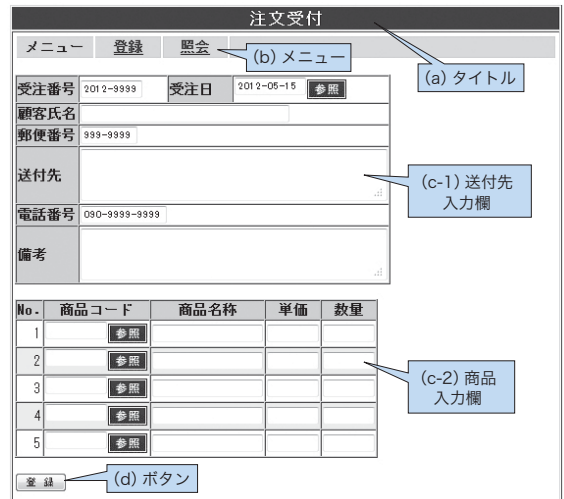 注文受付
メニュー 登録 照会
(b) メニュー
(a) タイトル
受注番号 2012-9999 受注日 2012-05-15 参照
顧客氏名
郵便番号 999-9999
送付先
(c-1) 送付先
入力欄
電話番号 090-9999-9999
備考
No. 商品コード 商品名称 単価 数量
1 参照
2 参照
3 参照
(c-2) 商品
入力欄
4 参照
5 参照
登録
(d) ボタン